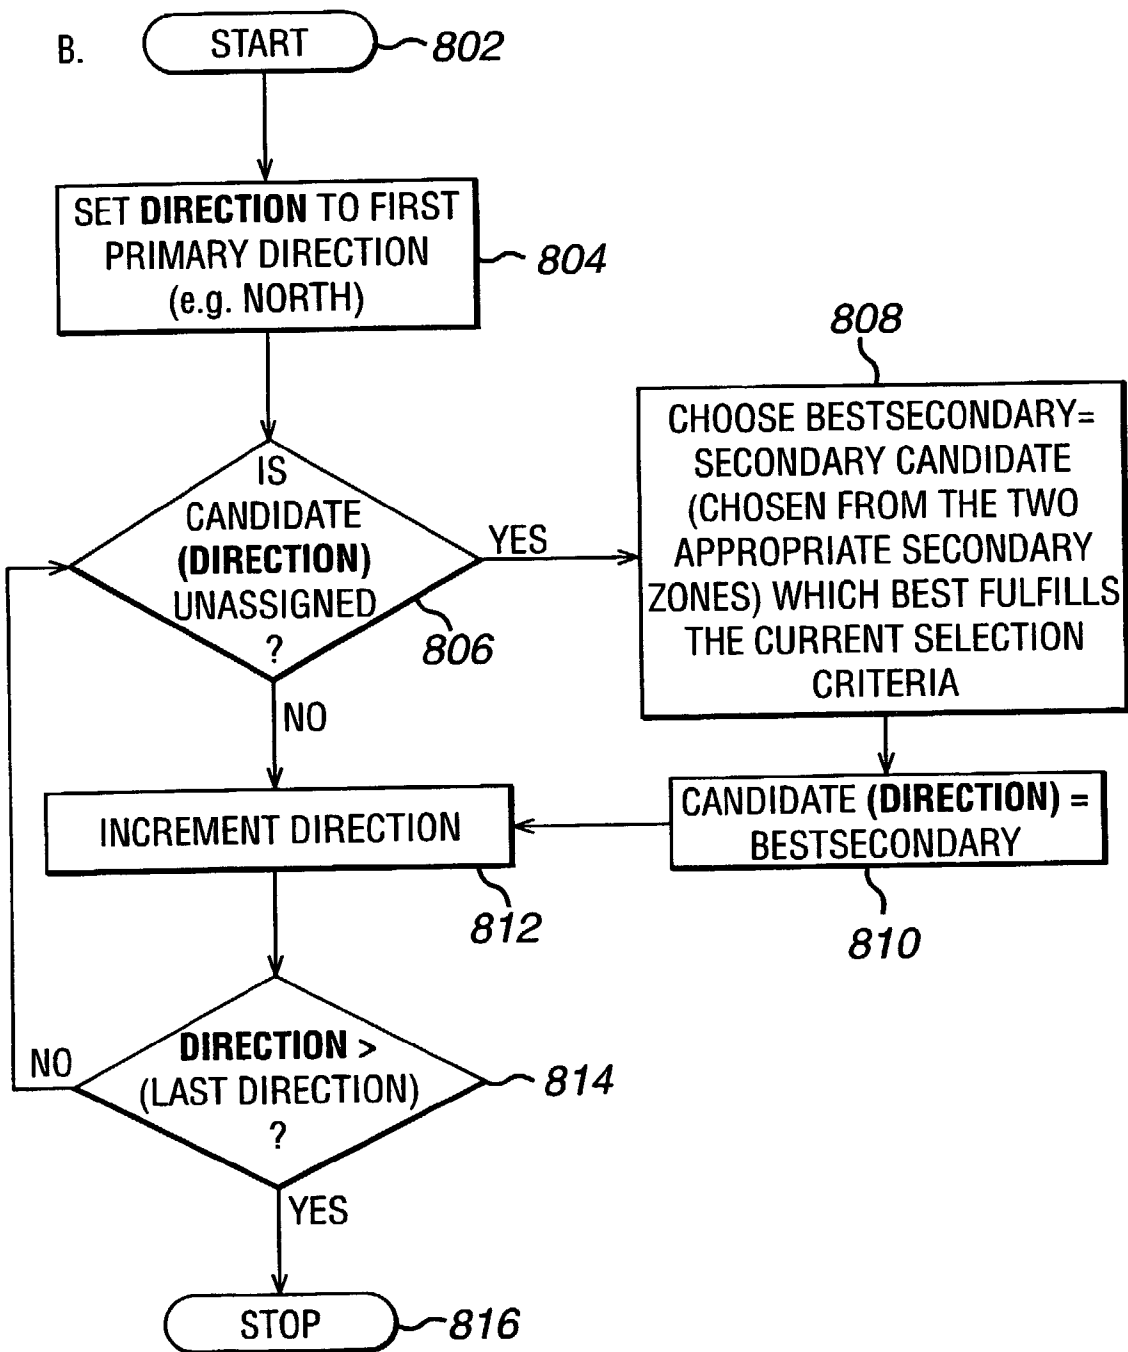 B.
START
802
SET DIRECTION TO FIRST
PRIMARY DIRECTION
(e.g. NORTH)
804
IS
CANDIDATE
(DIRECTION)
UNASSIGNED
?
806
YES
NO
808
CHOOSE BESTSECONDARY=
SECONDARY CANDIDATE
(CHOSEN FROM THE TWO
APPROPRIATE SECONDARY
ZONES) WHICH BEST FULFILLS
THE CURRENT SELECTION
CRITERIA
CANDIDATE (DIRECTION) =
BESTSECONDARY
810
INCREMENT DIRECTION
812
DIRECTION >
(LAST DIRECTION)
?
814
NO
YES
STOP
816